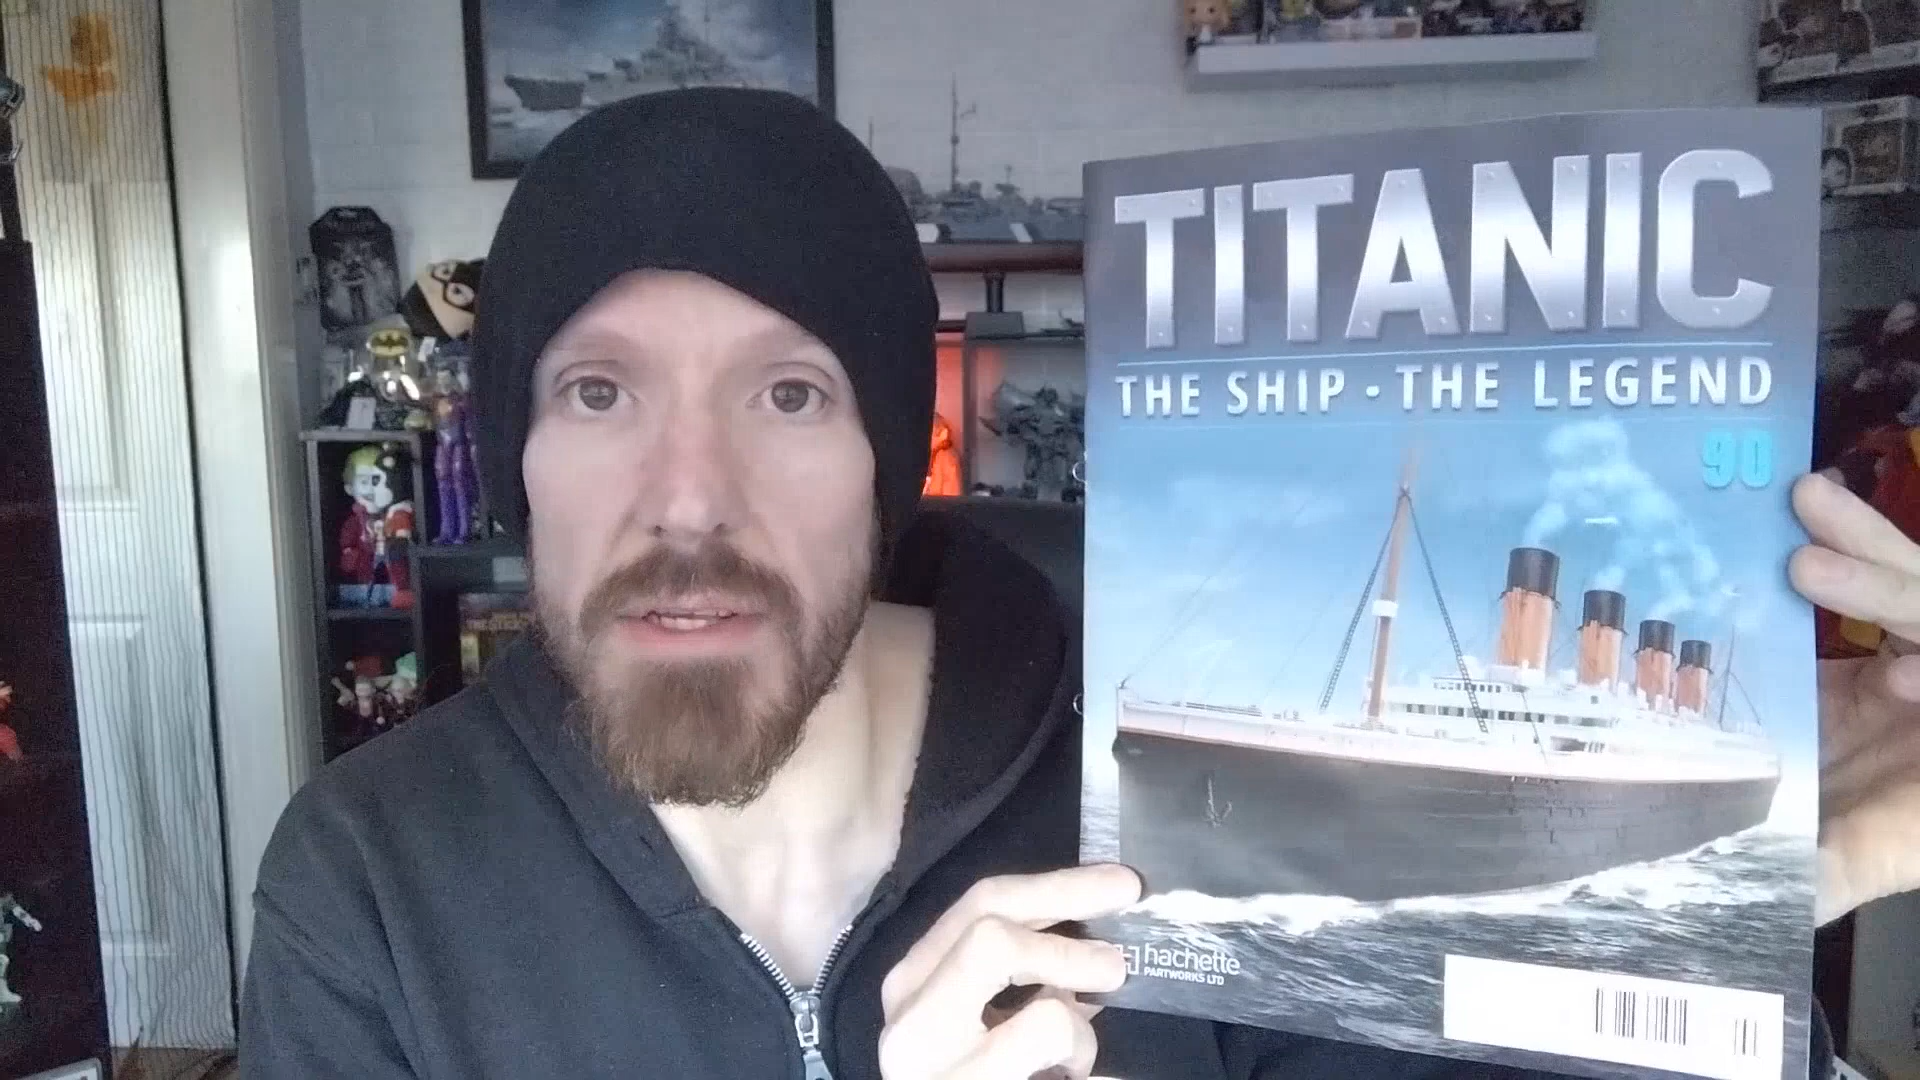 TITANIC
THE SHIP · THE LEGEND
90
hachette
PARTWORKS LTD